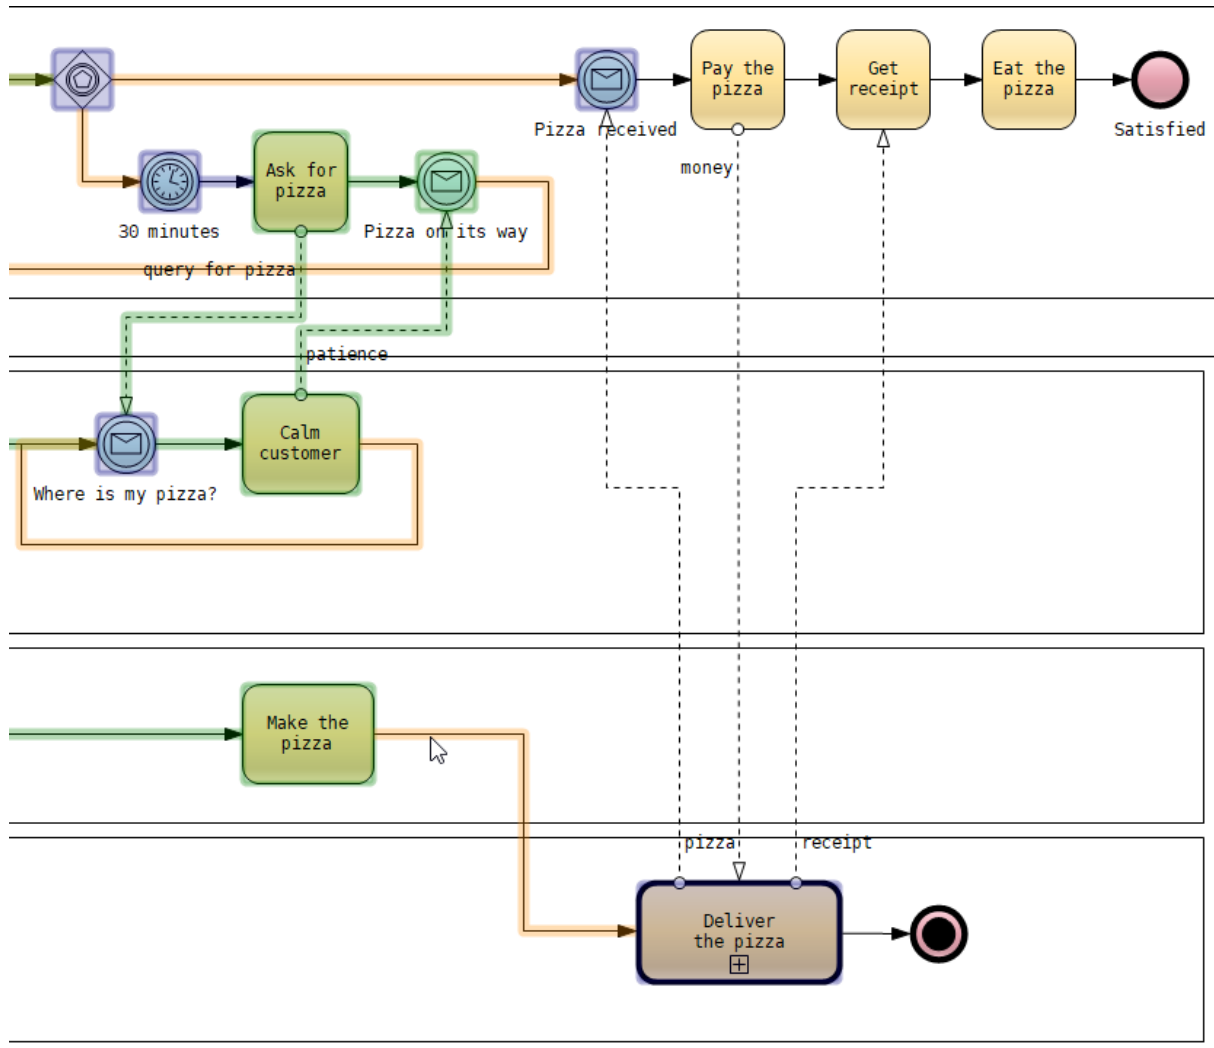 Pay the
pizza
Get
receipt
Eat the
pizza
Pizza received
Satisfied
money
Ask for
pizza
30 minutes
Pizza on its way
query for pizza
patience
Calm
customer
Where is my pizza?
Make the
pizza
pizza
receipt
Deliver
the pizza